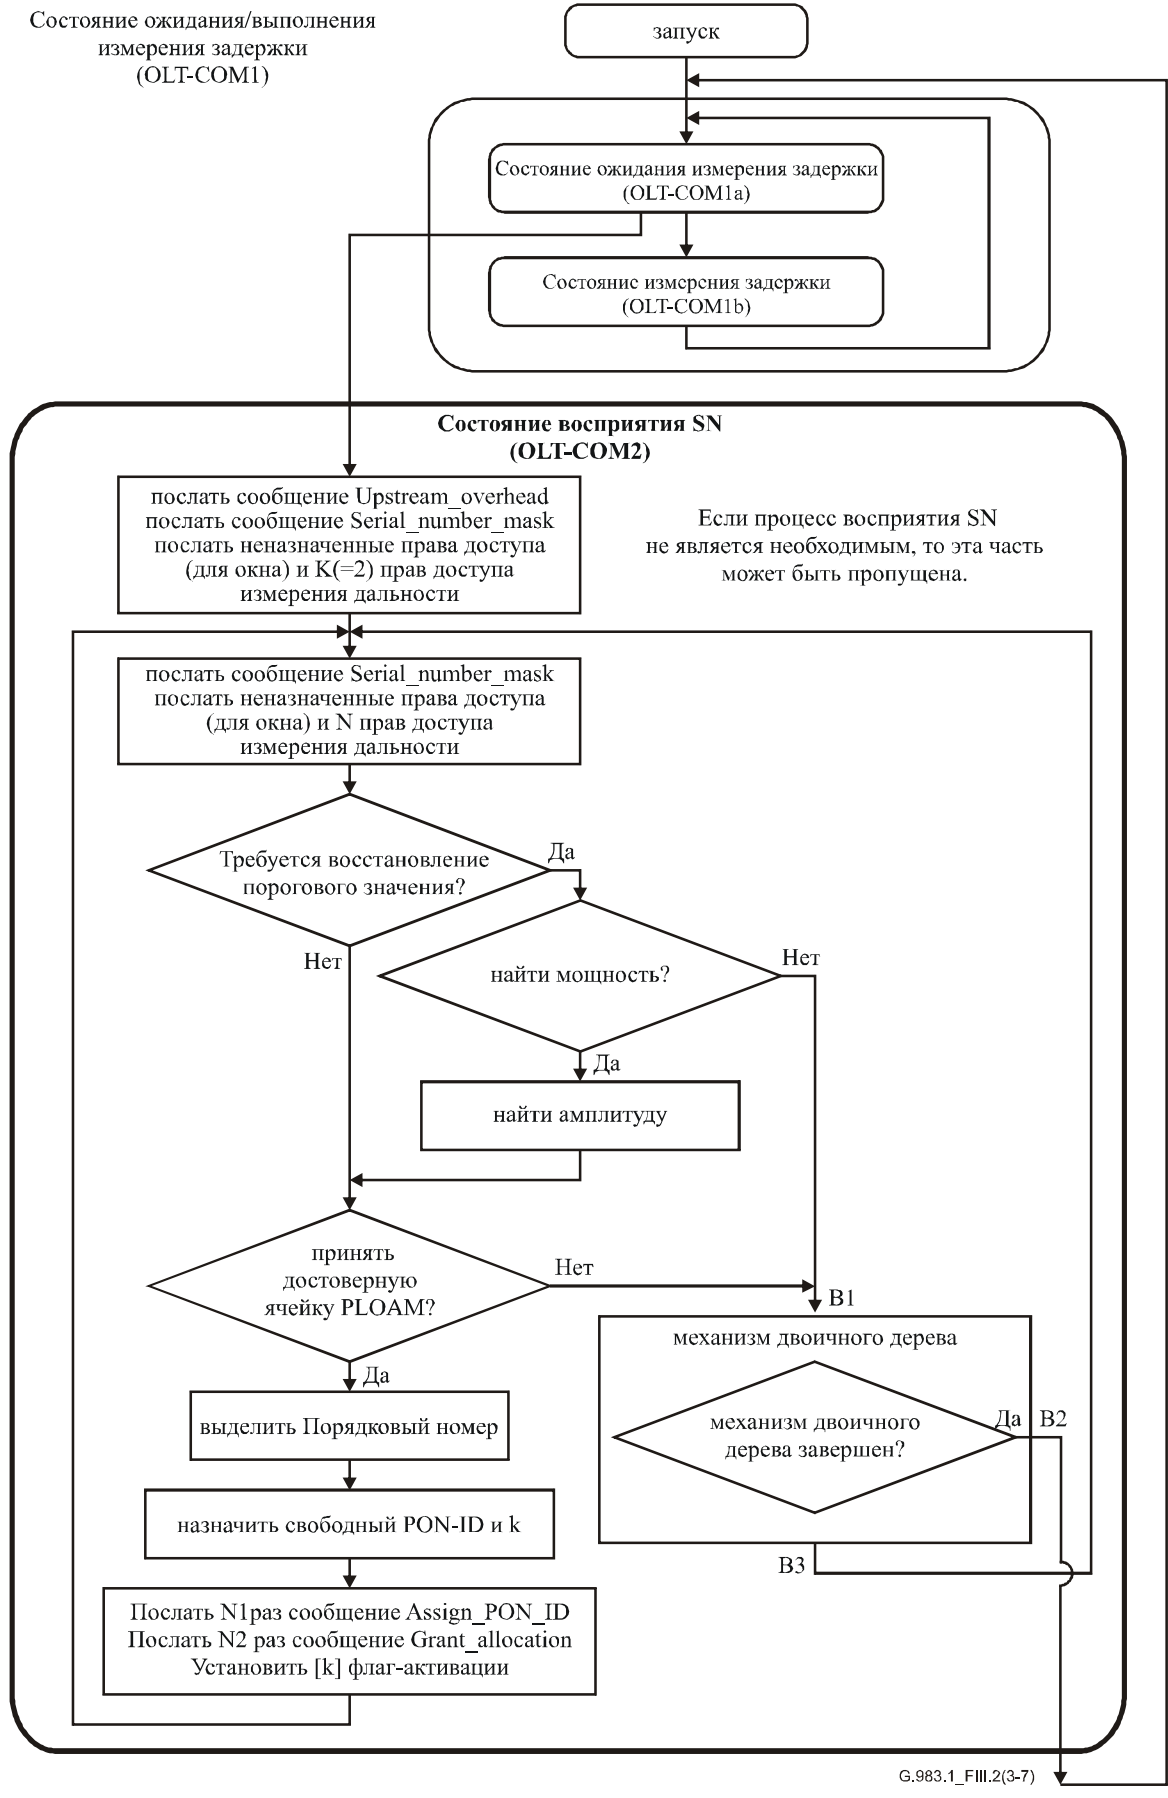 Состояние ожидания/выполнения
измерения задержки
(OLT-COM1)
запуск
Состояние ожидания измерения задержки
(OLT-COM1a)
Состояние измерения задержки
(OLT-COM1b)
Состояние восприятия SN
(OLT-COM2)
послать сообщение Upstream_overhead
послать сообщение Serial_number_mask
послать неназначенные права доступа
(для окна) и K(=2) прав доступа
измерения дальности
Если процесс восприятия SN
не является необходимым, то эта часть
может быть пропущена.
послать сообщение Serial_number_mask
послать неназначенные права доступа
(для окна) и N прав доступа
измерения дальности
Требуется восстановление
порогового значения?
Да
Нет
найти мощность?
Нет
Да
найти амплитуду
принять
достоверную
ячейку PLOAM?
Нет
B1
Да
механизм двоичного дерева
механизм двоичного
дерева завершен?
Да
B2
B3
выделить Порядковый номер
назначить свободный PON-ID и k
Послать N1раз сообщение Assign_PON_ID
Послать N2 раз сообщение Grant_allocation
Установить [k] флаг-активации
G.983.1_FIII.2(3-7)